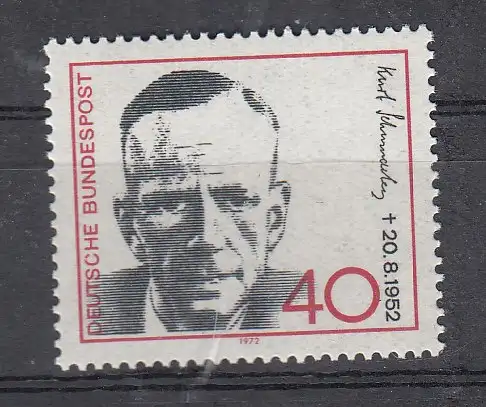 DEUTSCHE BUNDESPOST
Kurt Schumacher
† 20.8.1952
40
1972